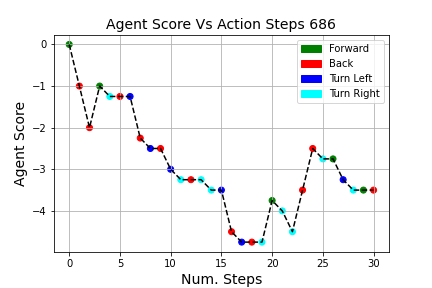 Agent Score Vs Action Steps 686
Agent Score
0
−1
−2
−3
−4
Forward
Back
Turn Left
Turn Right
0 5 10 15 20 25 30
Num. Steps